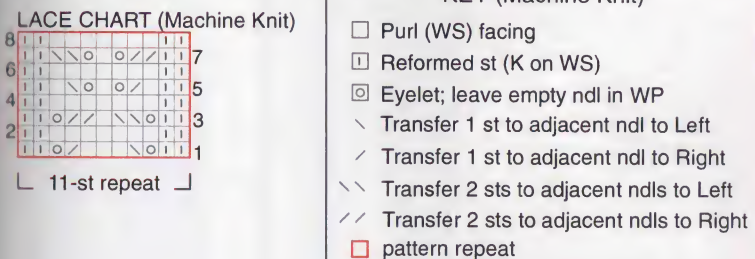 KEY (Machine Knit)
LACE CHART (Machine Knit)
8
7
6
5
4
3
2
1
11-st repeat
Purl (WS) facing
Reformed st (K on WS)
Eyelet; leave empty ndl in WP
Transfer 1 st to adjacent ndl to Left
Transfer 1 st to adjacent ndl to Right
Transfer 2 sts to adjacent ndls to Left
Transfer 2 sts to adjacent ndls to Right
pattern repeat